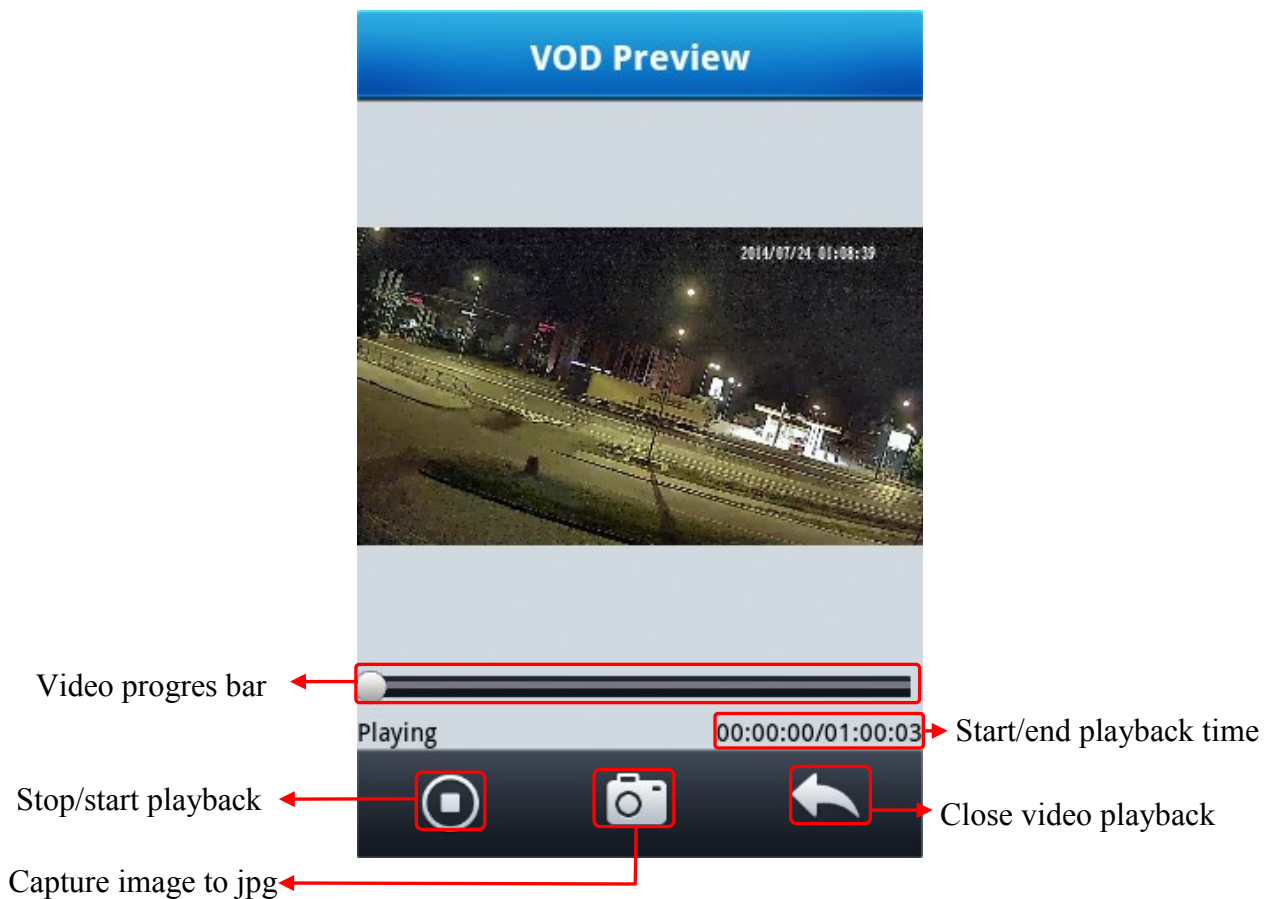 VOD Preview
2014/07/24 01:08:39
Video progres bar
Playing
00:00:00/01:00:03
Start/end playback time
Stop/start playback
Close video playback
Capture image to jpg